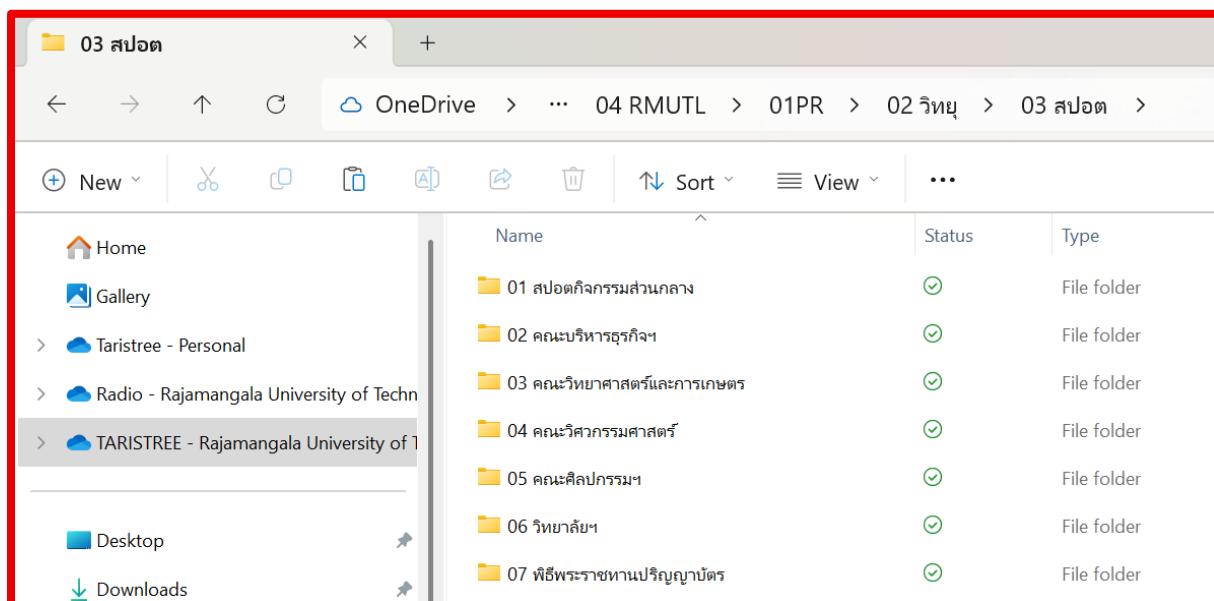 03 สปอต
OneDrive > ... 04 RMUTL > 01PR > 02 วิทยุ > 03 สปอต >
New Sort View ...
Home
Gallery
Taristree - Personal
Radio - Rajamangala University of Techn
TARISTREE - Rajamangala University of T
Desktop
Downloads
Name Status Type
01 สปอตกิจกรรมส่วนกลาง File folder
02 คณะบริหารธุรกิจฯ File folder
03 คณะวิทยาศาสตร์และการเกษตร File folder
04 คณะวิศวกรรมศาสตร์ File folder
05 คณะศิลปกรรมฯ File folder
06 วิทยาลัยฯ File folder
07 พิธีพระราชทานปริญญาบัตร File folder